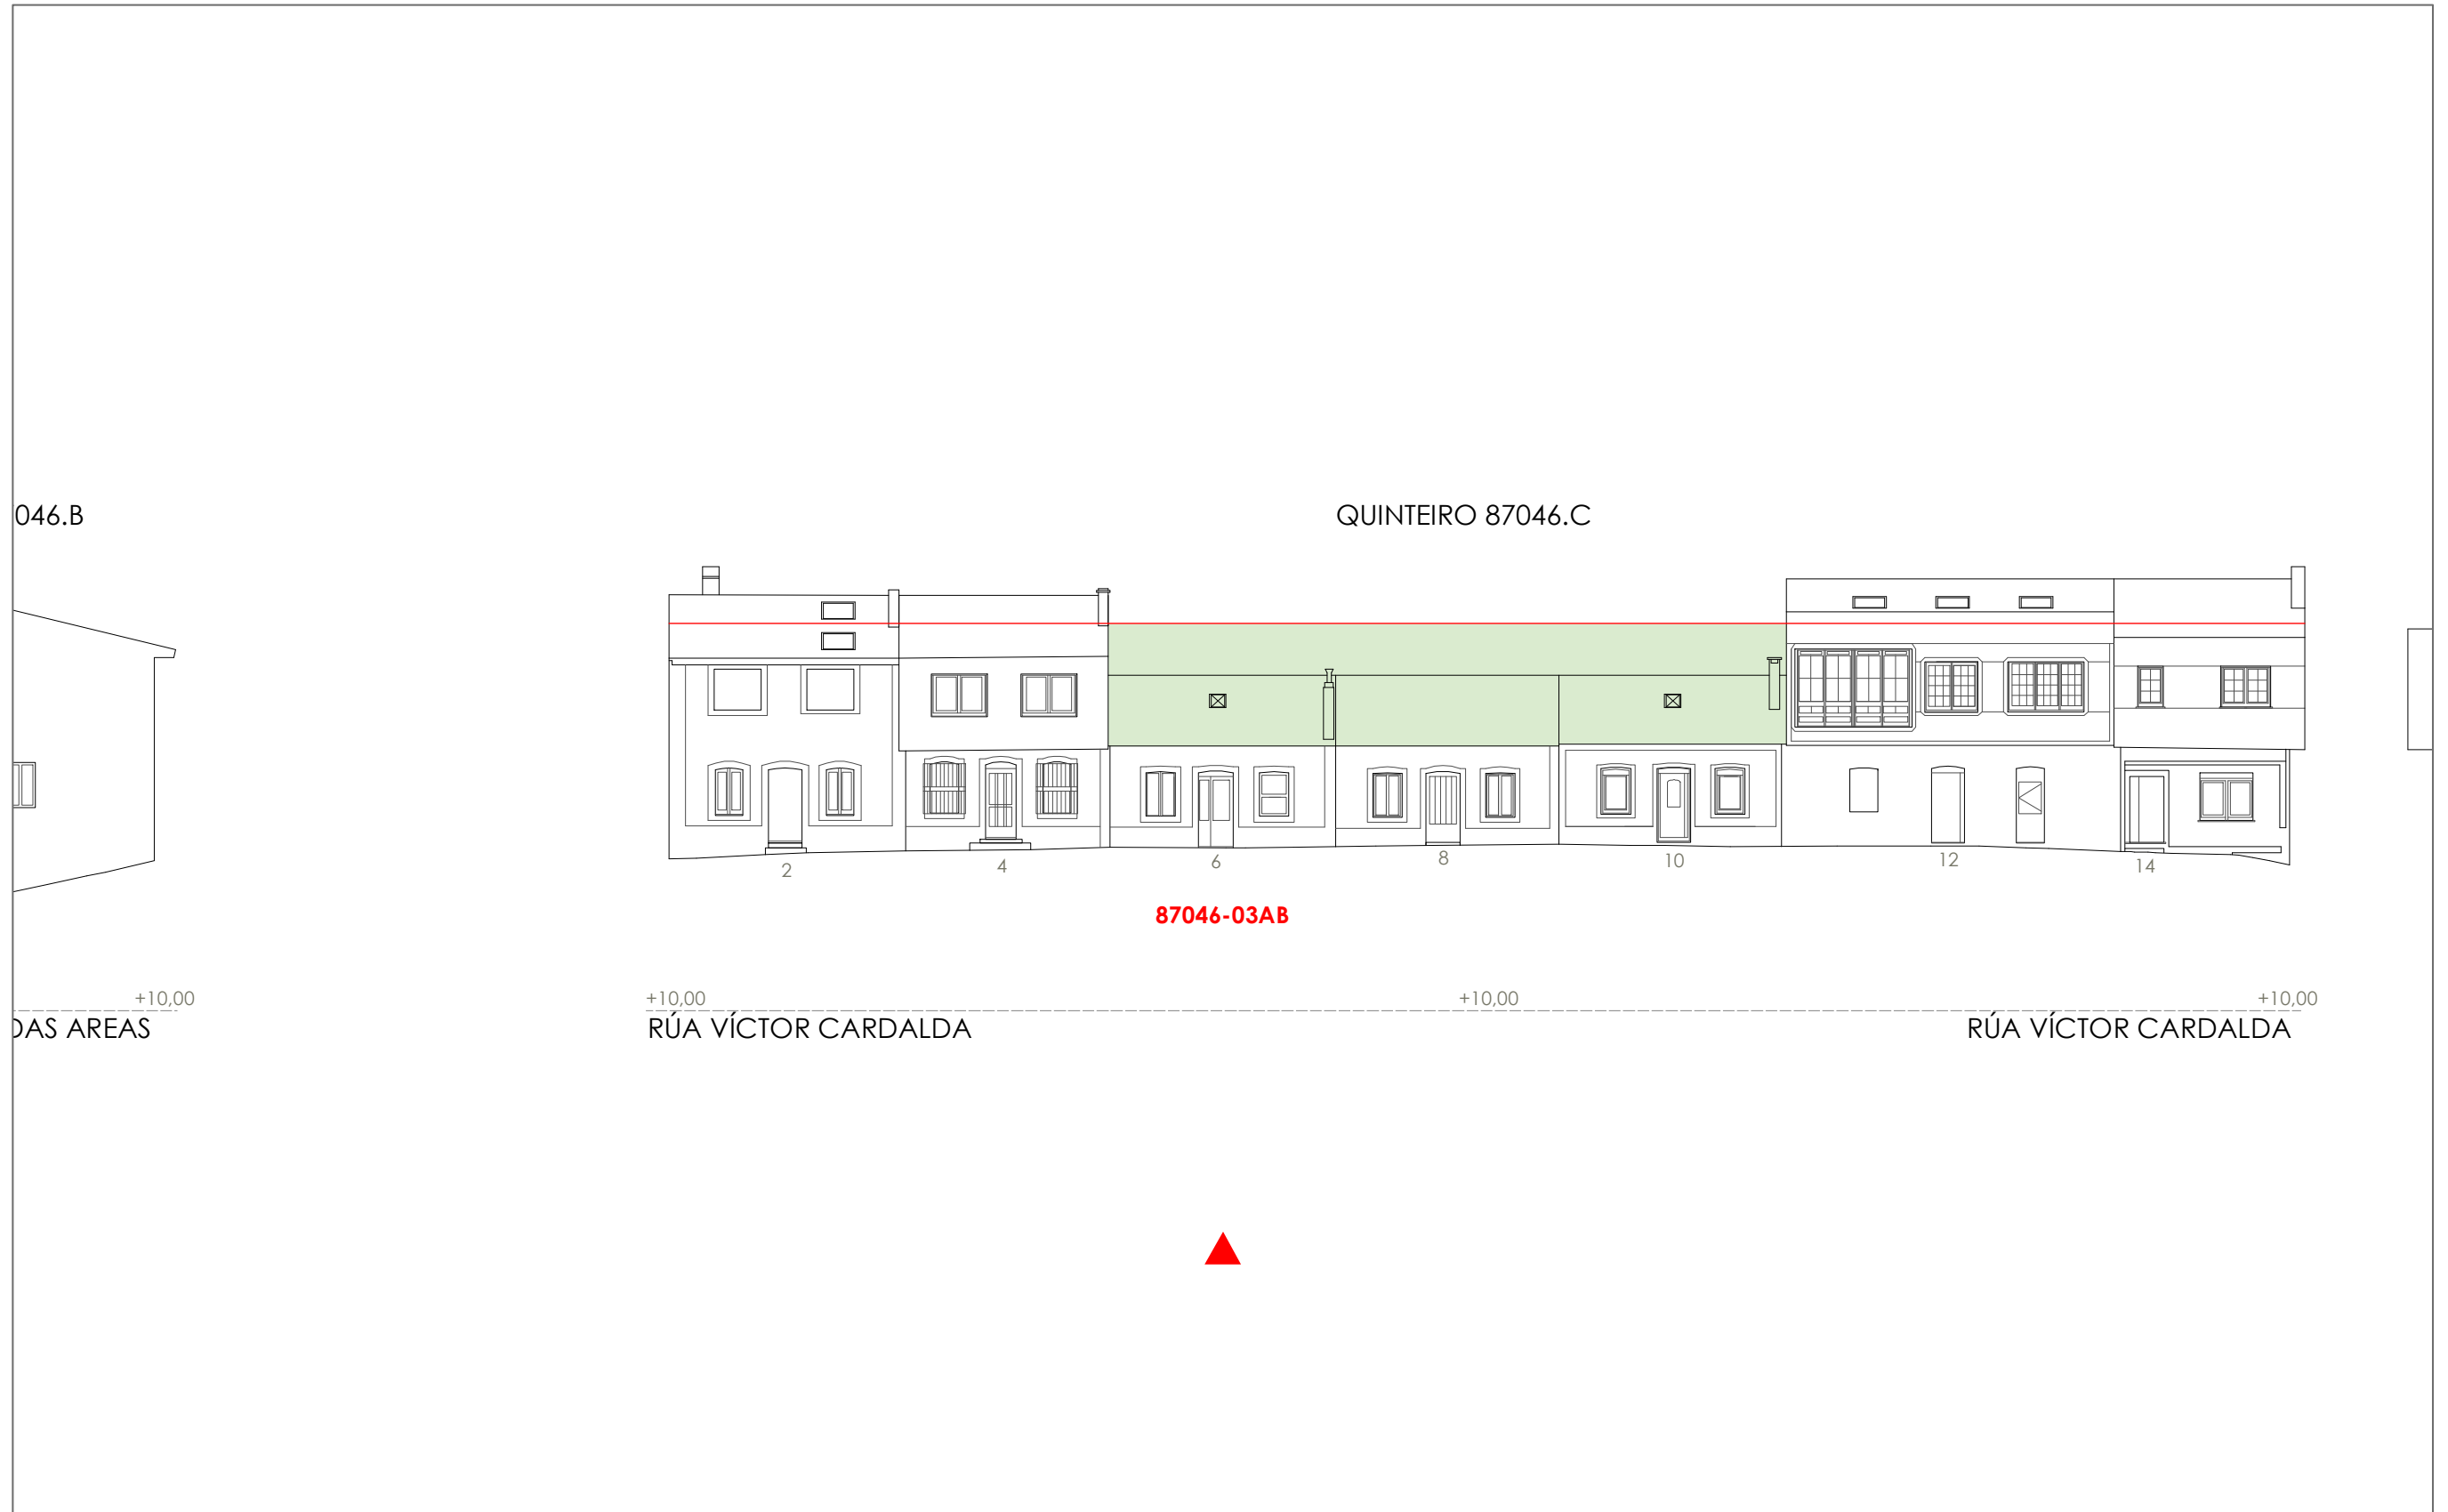 046.B
QUINTEIRO 87046.C
2
4
6
8
10
12
14
87046-03AB
+10,00
+10,00
+10,00
+10,00
AS AREAS
RÚA VÍCTOR CARDALDA
RÚA VÍCTOR CARDALDA